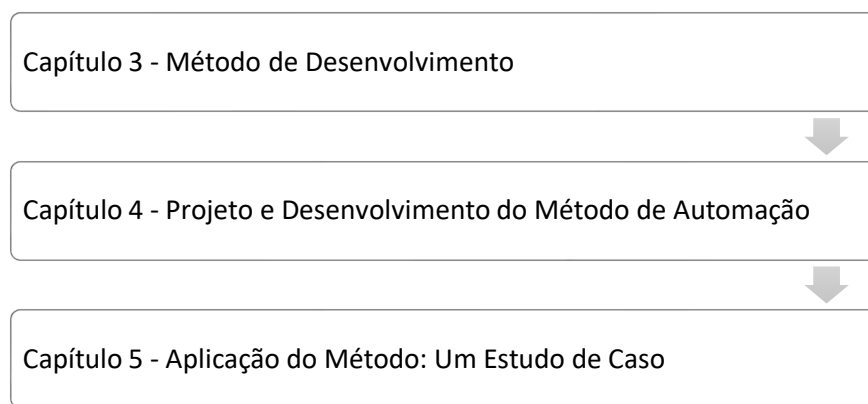 Capítulo 3 - Método de Desenvolvimento
Capítulo 4 - Projeto e Desenvolvimento do Método de Automação
Capítulo 5 - Aplicação do Método: Um Estudo de Caso